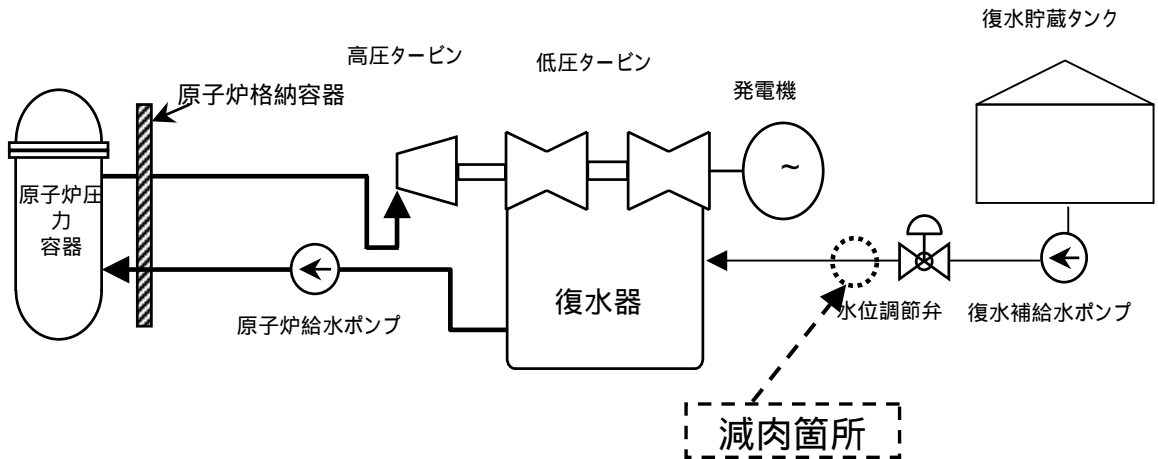 復水貯蔵タンク
高圧タービン
低圧タービン
発電機
原子炉格納容器
~
原子炉圧
力
容器
復水器
水位調節弁
復水補給水ポンプ
原子炉給水ポンプ
減肉箇所